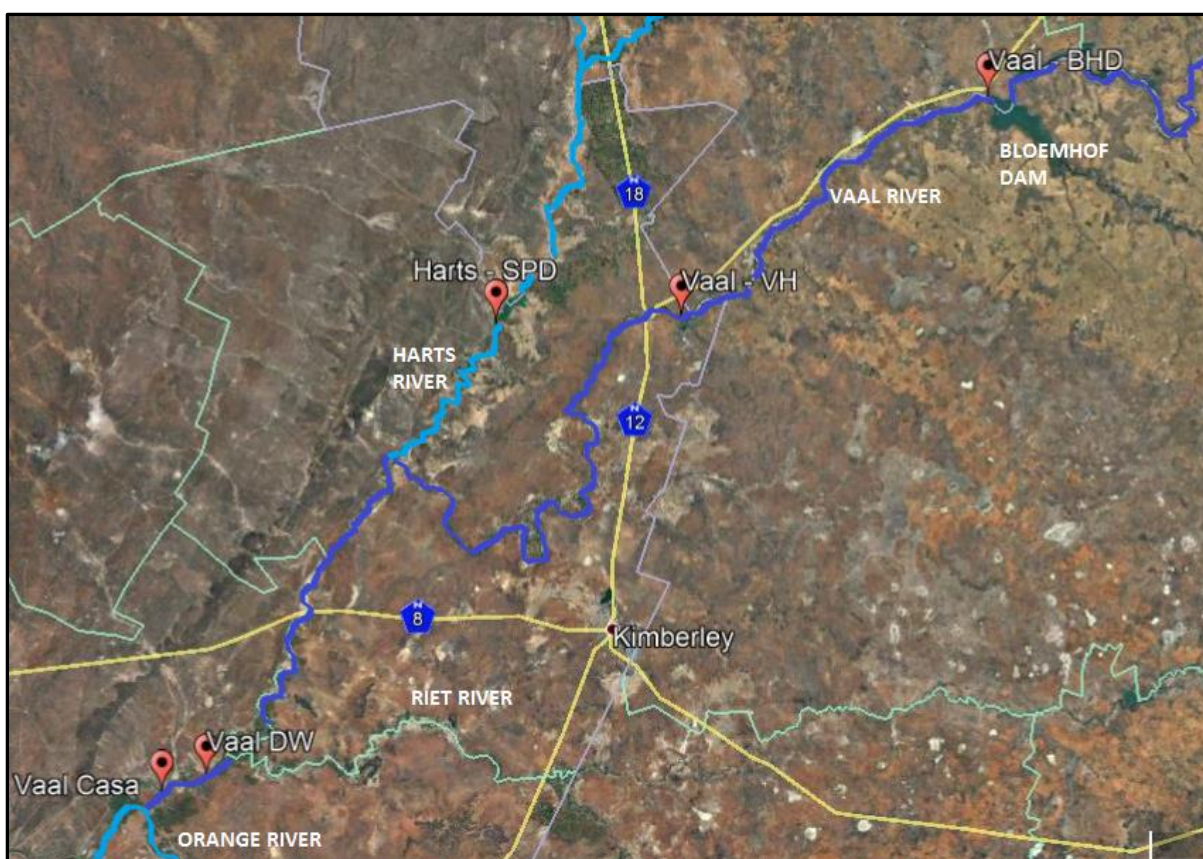 Vaal - BHD
BLOEMHOF
DAM
N
18
VAAL RIVER
Harts - SPD
Vaal - VH
HARTS
RIVER
N
12
N
8
Kimberley
RIET RIVER
Vaal DW
Vaal Casa
ORANGE RIVER